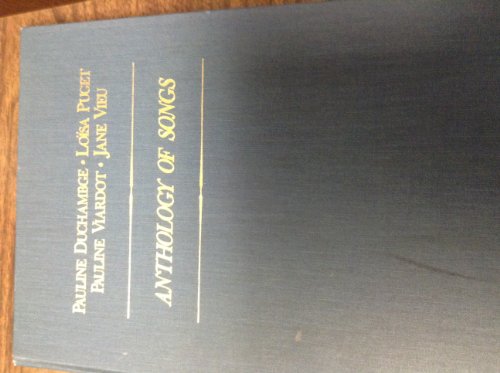 PAULINE DUCHAMBGE • LOÏSA PUGET
PAULINE VIARDOT • JANE VIEU
ANTHOLOGY OF SONGS